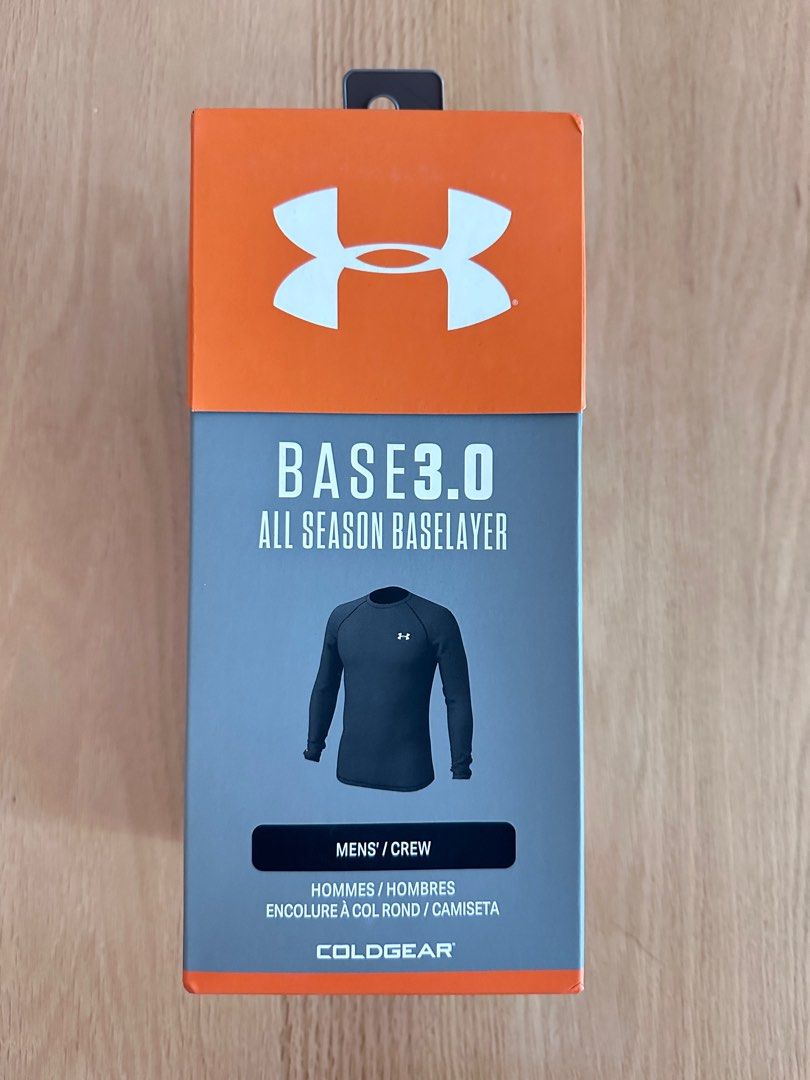 BASE3.0
ALL SEASON BASELAYER
MENS' / CREW
HOMMES / HOMBRES
ENCOLURE À COL ROND / CAMISETA
COLDGEAR®